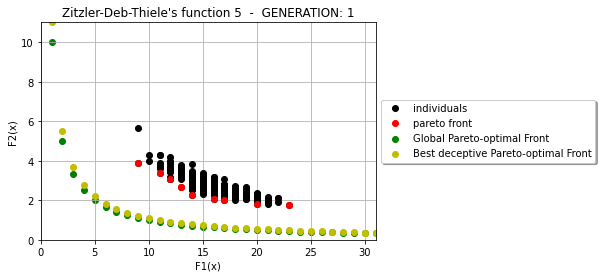 Zitzler-Deb-Thiele's function 5  -  GENERATION: 1
F2(x)
10
8
6
4
2
0
0 5 10 15 20 25 30
F1(x)
individuals
pareto front
Global Pareto-optimal Front
Best deceptive Pareto-optimal Front